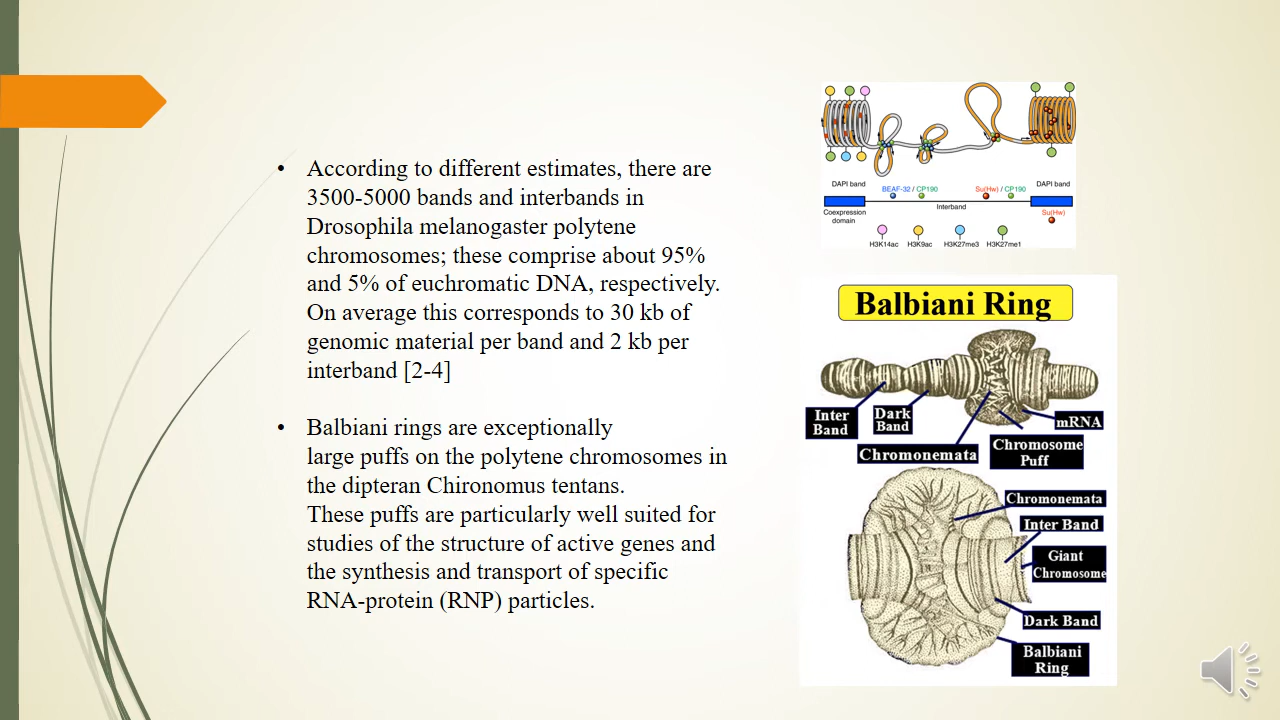 • According to different estimates, there are
3500-5000 bands and interbands in
Drosophila melanogaster polytene
chromosomes; these comprise about 95%
and 5% of euchromatic DNA, respectively.
On average this corresponds to 30 kb of
genomic material per band and 2 kb per
interband [2-4]
• Balbiani rings are exceptionally
large puffs on the polytene chromosomes in
the dipteran Chironomus tentans.
These puffs are particularly well suited for
studies of the structure of active genes and
the synthesis and transport of specific
RNA-protein (RNP) particles.
DAPI band
DAPI band
BEAF-32 / CP190
Su(Hw) / CP190
Interband
Coexpression
domain
Su(Hw)
H3K14ac H3K9ac H3K27me3 H3K27me1
Balbiani Ring
Inter
Band
Dark
Band
mRNA
Chromonemata
Chromosome
Puff
Chromonemata
Inter Band
Giant
Chromosome
Dark Band
Balbiani
Ring